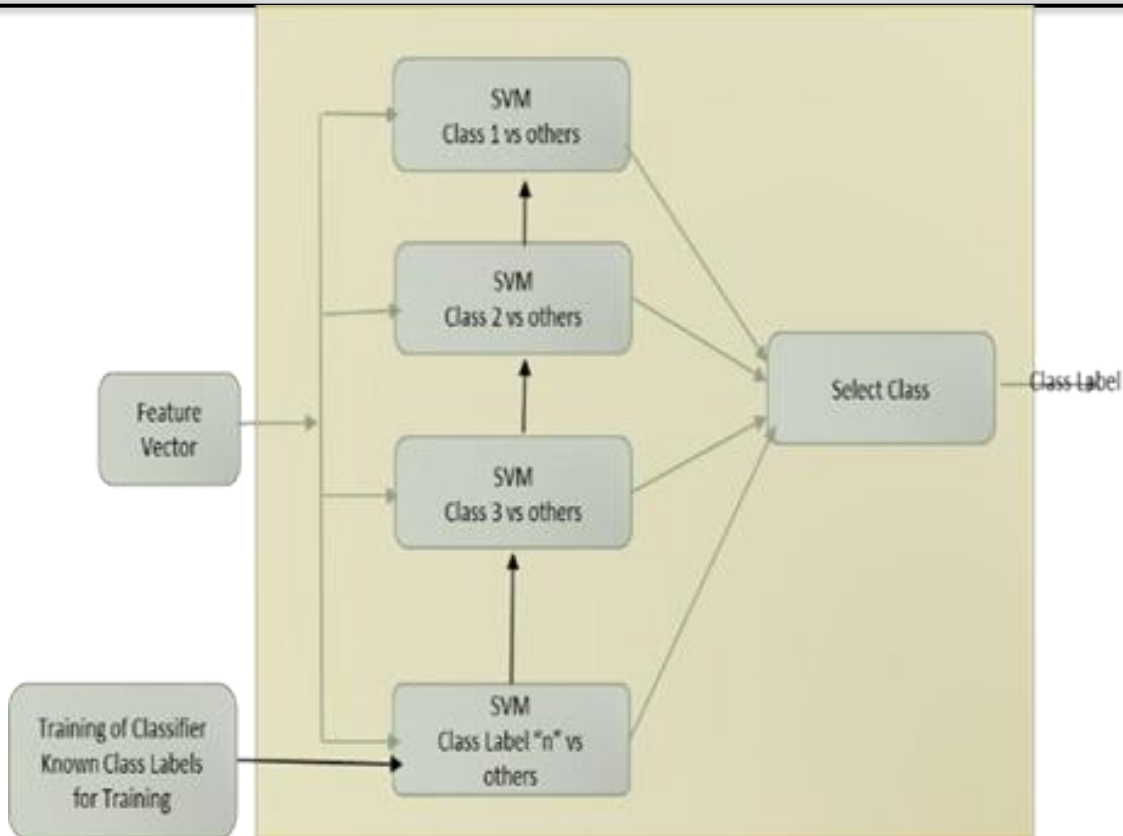 SVM
Class 1 vs others
SVM
Class 2 vs others
Feature
Vector
SVM
Class 3 vs others
Select Class
Class Label
Training of Classifier
Known Class Labels
for Training
SVM
Class Label “n” vs
others